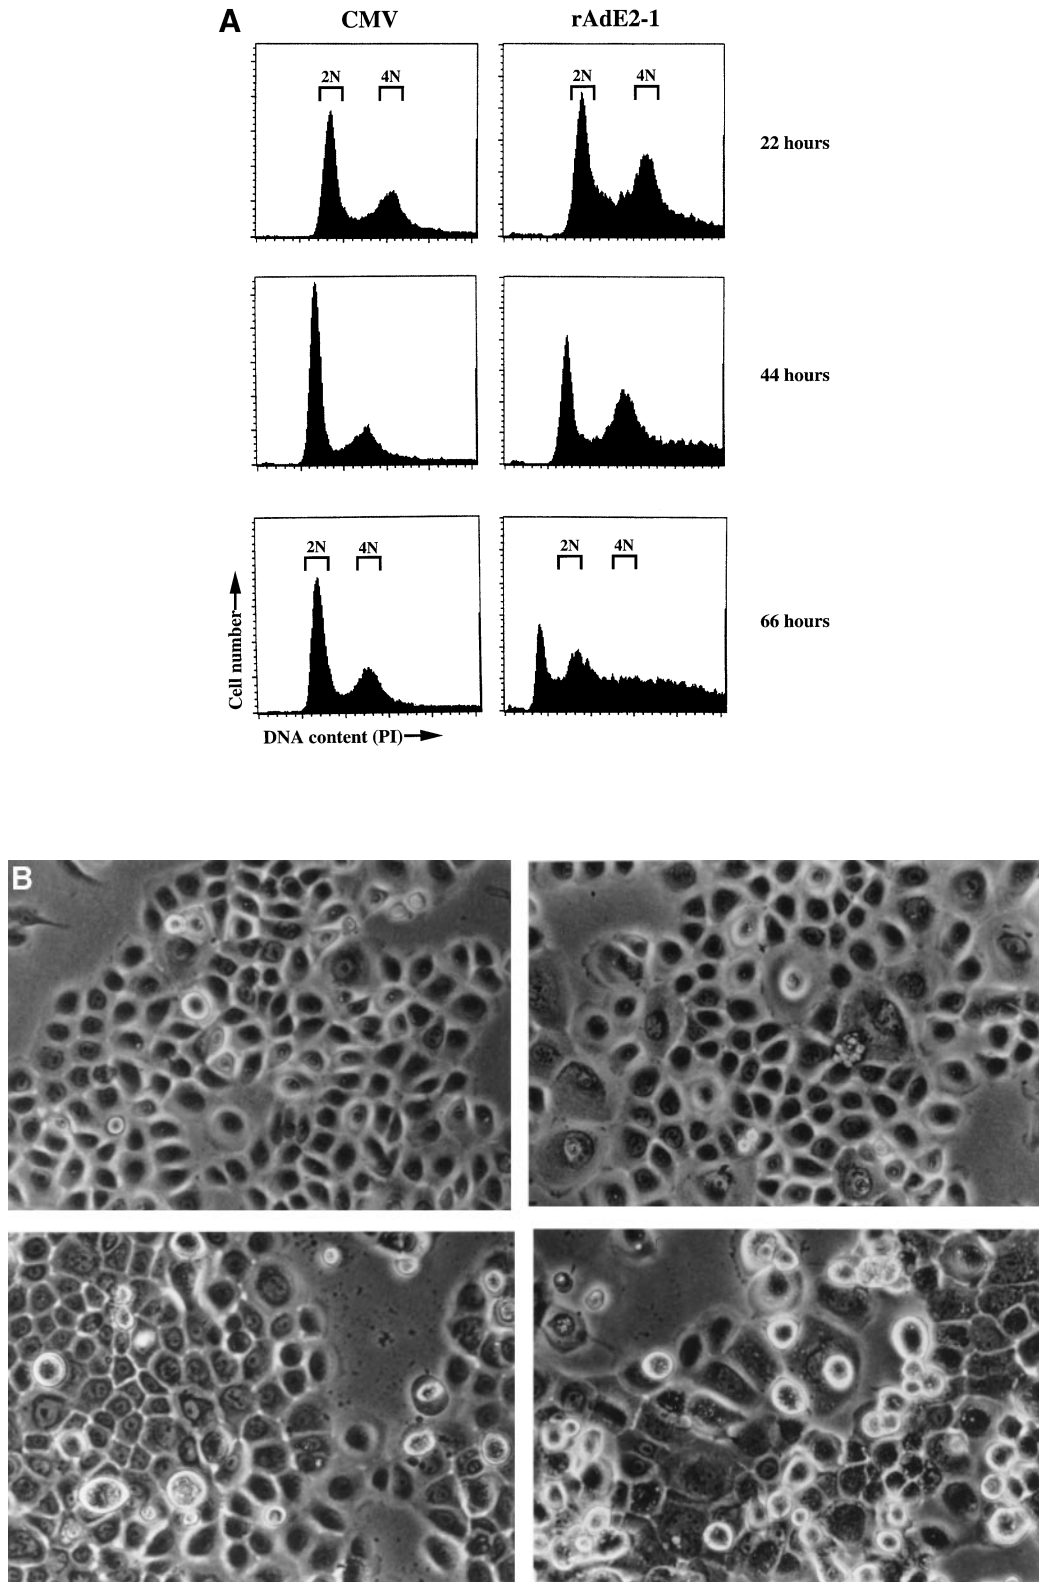 A
CMV
rAdE2-1
2N 4N
2N 4N
22 hours
44 hours
2N 4N
2N 4N
66 hours
Cell number
DNA content (PI)
B